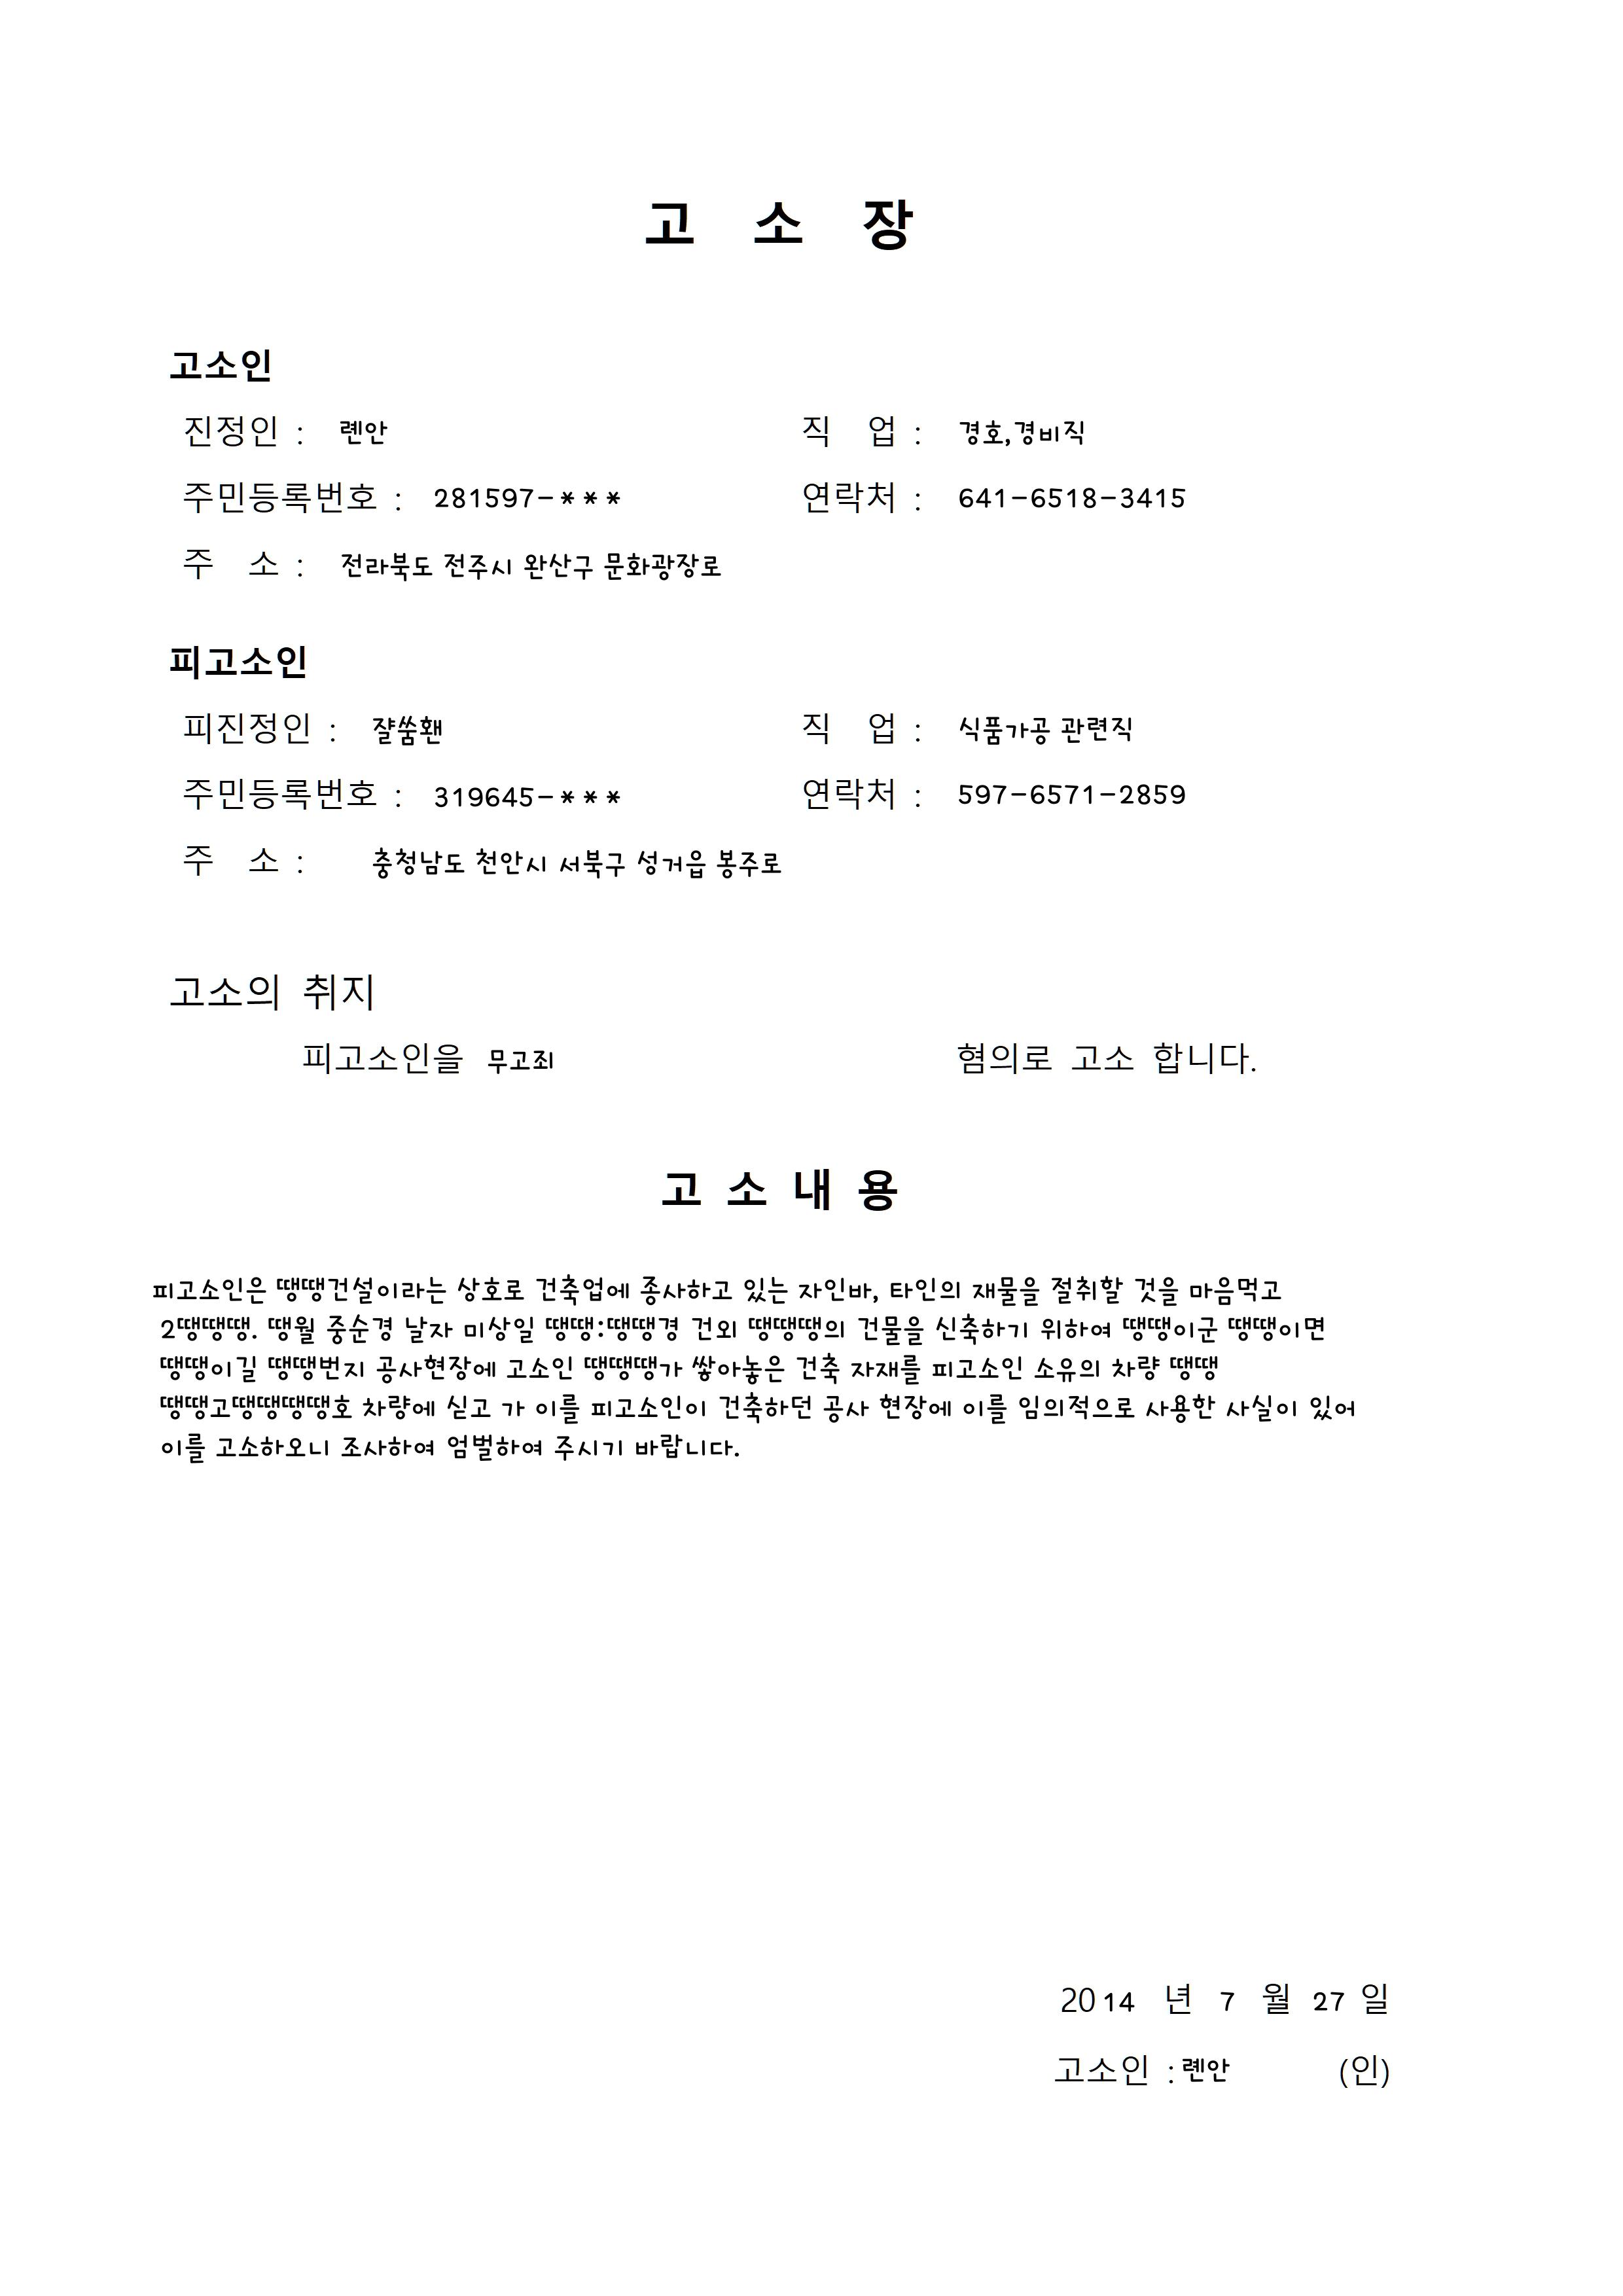 고 소 장
고소인
진정인 : 롄안 직 업 : 경호,경비직
주민등록번호 : 281597-*** 연락처 : 641-6518-3415
주 소 : 전라북도 전주시 완산구 문화광장로
피고소인
피진정인 : 쟐쑴홴 직 업 : 식품가공 관련직
주민등록번호 : 319645-*** 연락처 : 597-6571-2859
주 소 : 충청남도 천안시 서북구 성거읍 봉주로
고소의 취지
피고소인을 무고죄 혐의로 고소 합니다.
고 소 내 용
피고소인은 땡땡건설이라는 상호로 건축업에 종사하고 있는 자인바, 타인의 재물을 절취할 것을 마음먹고
2땡땡땡. 땡월 중순경 날자 미상일 땡땡:땡땡경 건외 땡땡땡의 건물을 신축하기 위하여 땡땡이군 땡땡이면
땡땡이길 땡땡번지 공사현장에 고소인 땡땡땡가 쌓아놓은 건축 자재를 피고소인 소유의 차량 땡땡
땡땡고땡땡땡땡호 차량에 싣고 가 이를 피고소인이 건축하던 공사 현장에 이를 임의적으로 사용한 사실이 있어
이를 고소하오니 조사하여 엄벌하여 주시기 바랍니다.
2014 년 7 월 27 일
고소인 : 롄안 (인)